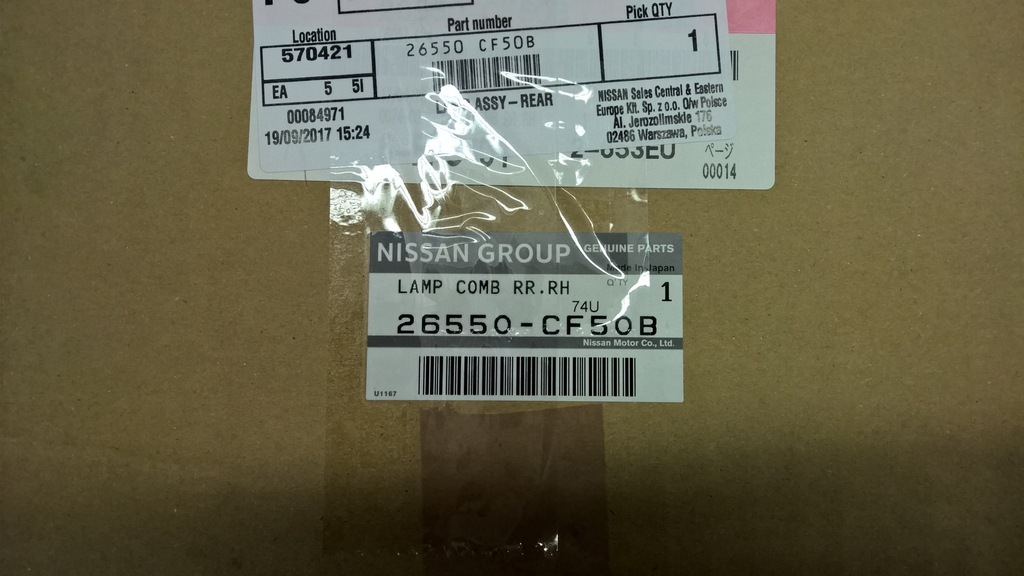 Location Part number Pick QTY
570421 26550 CF50B 1
EA 5 5I
ASSY-REAR
00084971
19/09/2017 15:24
NISSAN Sales Central & Eastern
Europe Kft. Sp. z o.o. O/w Polsce
Al. Jerozolimskie 176
02486 Warszawa, Polska
ページ
00014
NISSAN GROUP GENUINE PARTS
Made in Japan
LAMP COMB RR.RH Q'TY 1
74U
26550-CF50B
Nissan Motor Co., Ltd.
U1167